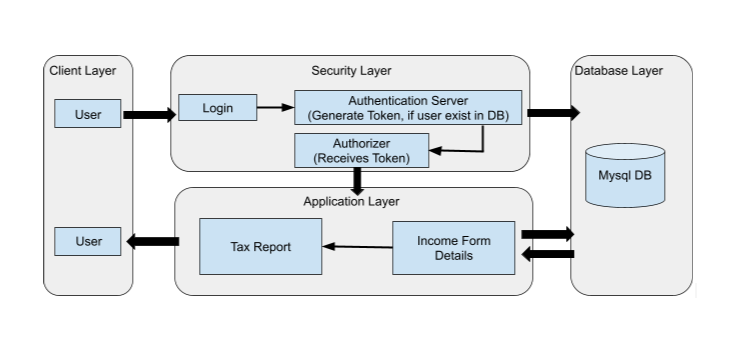 Client Layer
Security Layer
Database Layer
User
Login
Authentication Server
(Generate Token, if user exist in DB)
Authorizer
(Receives Token)
Mysql DB
Application Layer
User
Tax Report
Income Form
Details